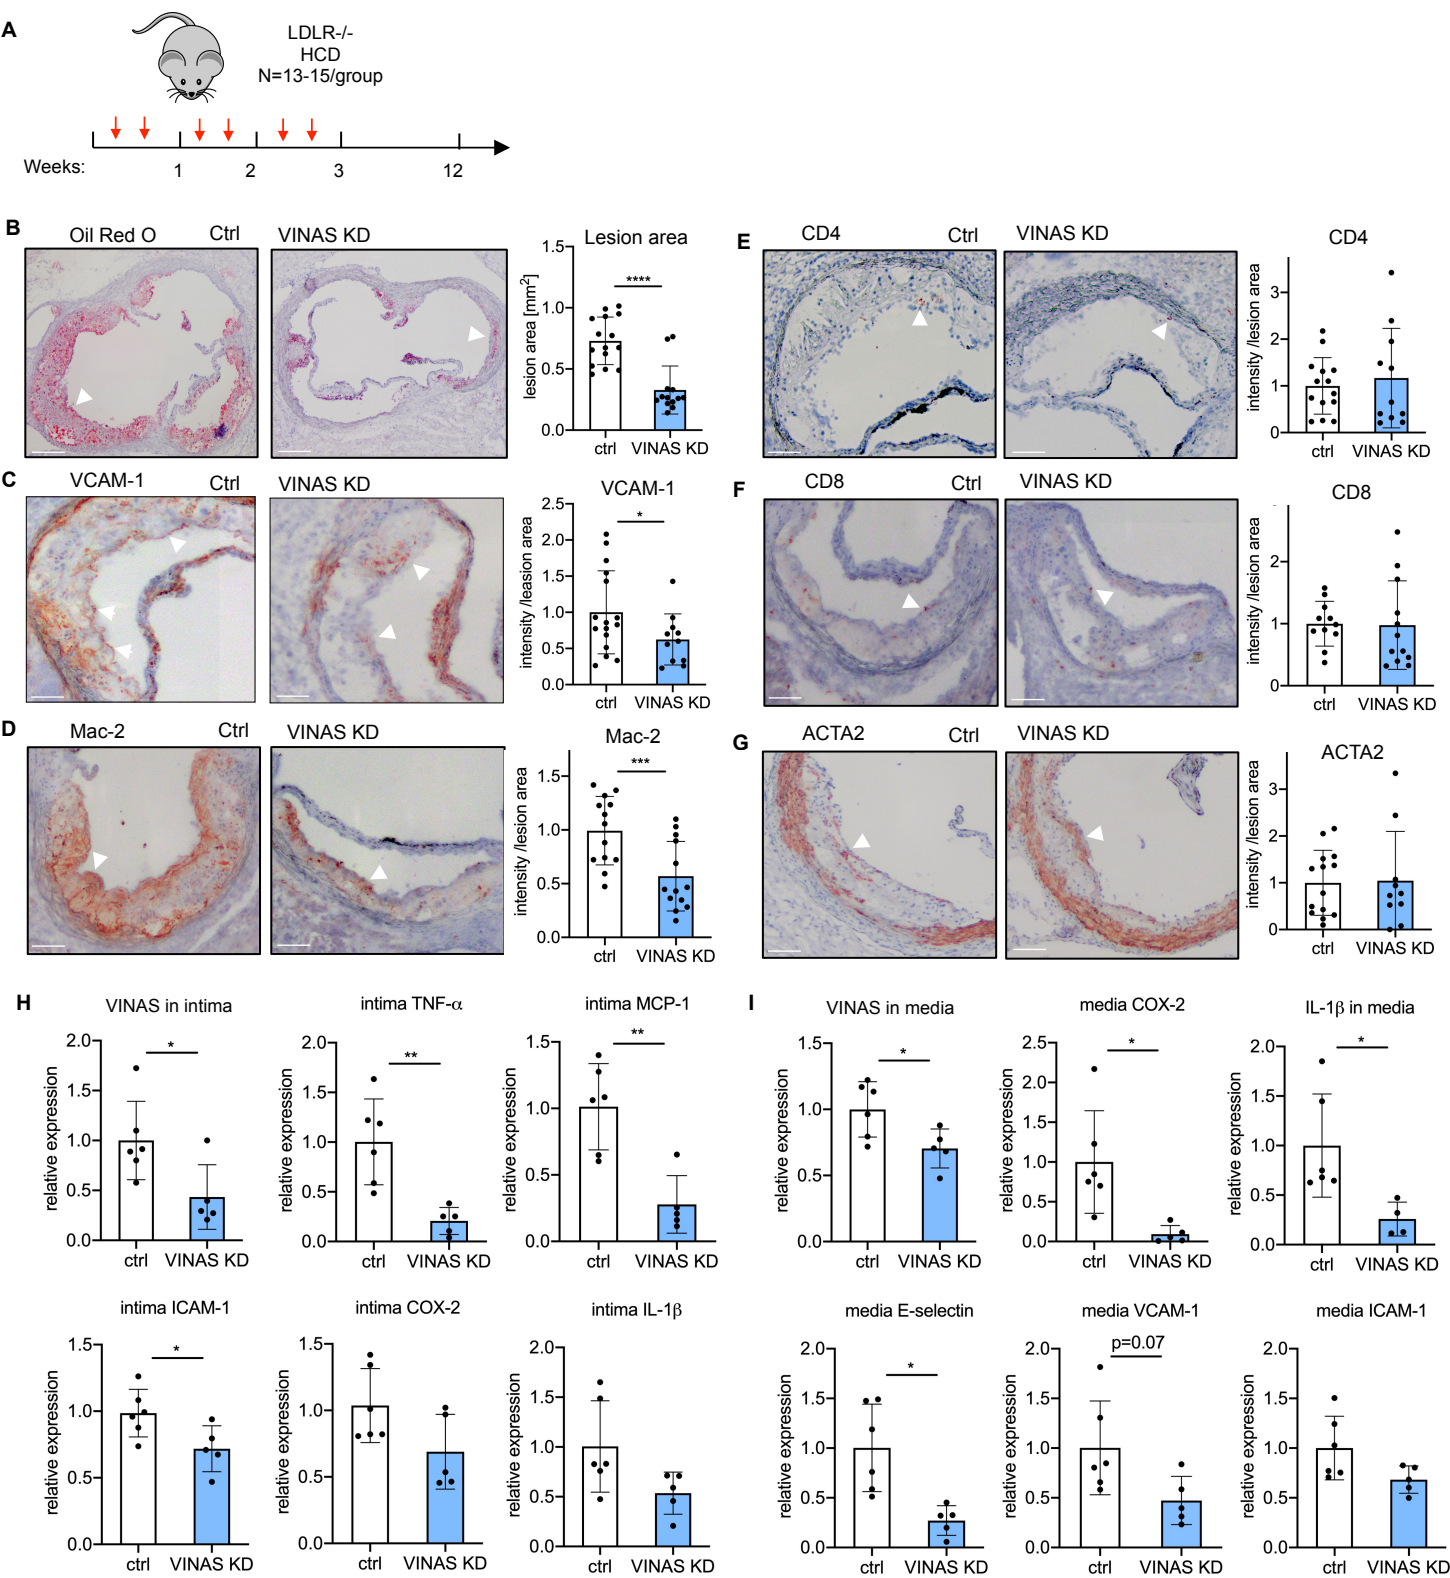 A
LDLR-/-
HCD
N=13-15/group
Weeks:
1
2
3
12
B
Oil Red O
Ctrl
VINAS KD
Lesion area
lesion area [mm2]
1.5
1.0
0.5
0.0
****
ctrl
VINAS KD
C
VCAM-1
Ctrl
VINAS KD
VCAM-1
intensity /leasion area
2.5
2.0
1.5
1.0
0.5
0.0
*
ctrl
VINAS KD
D
Mac-2
Ctrl
VINAS KD
Mac-2
intensity /lesion area
1.5
1.0
0.5
0.0
***
ctrl
VINAS KD
E
CD4
Ctrl
VINAS KD
CD4
intensity /lesion area
3
2
1
0
ctrl
VINAS KD
F
CD8
Ctrl
VINAS KD
CD8
intensity /lesion area
2
1
0
ctrl
VINAS KD
G
ACTA2
Ctrl
VINAS KD
ACTA2
intensity /lesion area
3
2
1
0
ctrl
VINAS KD
H
VINAS in intima
relative expression
2.0
1.5
1.0
0.5
0.0
*
ctrl
VINAS KD
intima TNF-α
relative expression
2.0
1.5
1.0
0.5
0.0
**
ctrl
VINAS KD
intima MCP-1
relative expression
1.5
1.0
0.5
0.0
**
ctrl
VINAS KD
intima ICAM-1
relative expression
1.5
1.0
0.5
0.0
*
ctrl
VINAS KD
intima COX-2
relative expression
1.5
1.0
0.5
0.0
ctrl
VINAS KD
intima IL-1β
relative expression
2.0
1.5
1.0
0.5
0.0
ctrl
VINAS KD
I
VINAS in media
relative expression
1.5
1.0
0.5
0.0
*
ctrl
VINAS KD
media COX-2
relative expression
2.5
2.0
1.5
1.0
0.5
0.0
*
ctrl
VINAS KD
IL-1β in media
relative expression
2.0
1.5
1.0
0.5
0.0
*
ctrl
VINAS KD
media E-selectin
relative expression
2.0
1.5
1.0
0.5
0.0
*
ctrl
VINAS KD
media VCAM-1
relative expression
2.0
1.5
1.0
0.5
0.0
p=0.07
ctrl
VINAS KD
media ICAM-1
relative expression
2.0
1.5
1.0
0.5
0.0
ctrl
VINAS KD